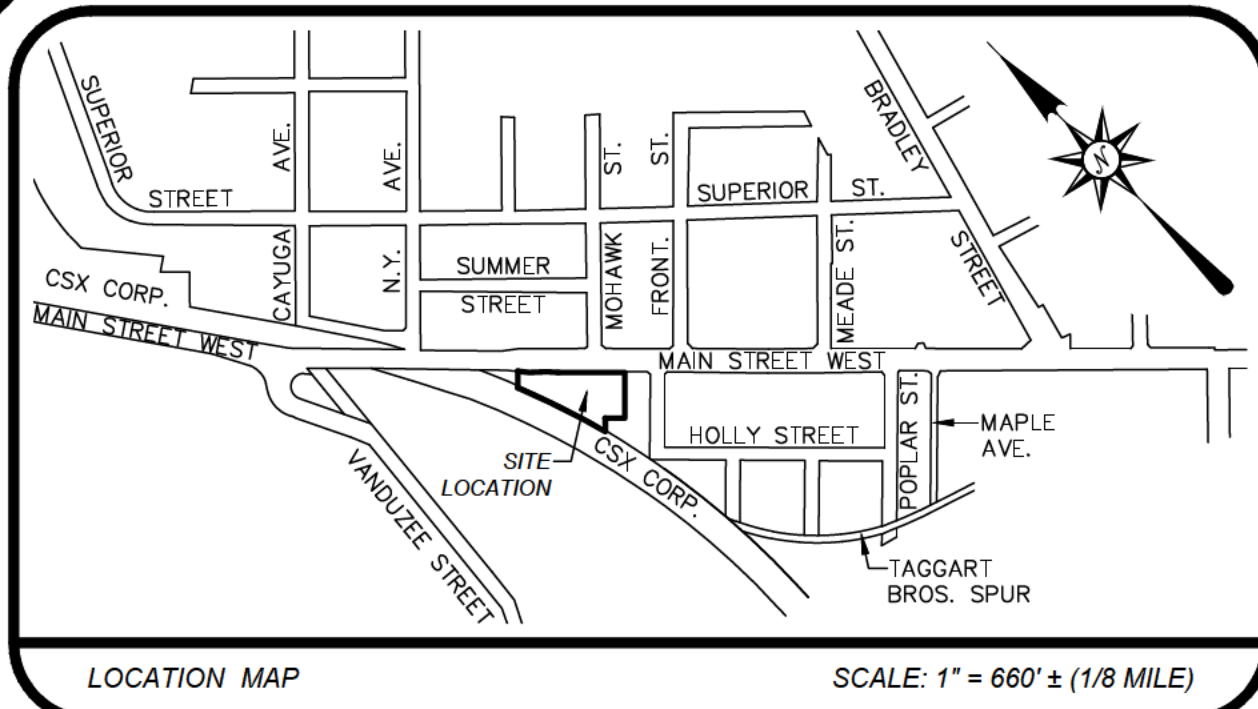 SUPERIOR
STREET
CAYUGA
AVE.
N.Y.
AVE.
SUMMER
STREET
MOHAWK
ST.
FRONT.
ST.
SUPERIOR
ST.
MEADE ST.
BRADLEY
STREET
N
CSX CORP.
MAIN STREET WEST
MAIN STREET WEST
HOLLY STREET
POPLAR ST.
MAPLE
AVE.
SITE
LOCATION
CSX CORP.
VANDUZEE STREET
TAGGART
BROS. SPUR
LOCATION MAP
SCALE: 1" = 660' ± (1/8 MILE)